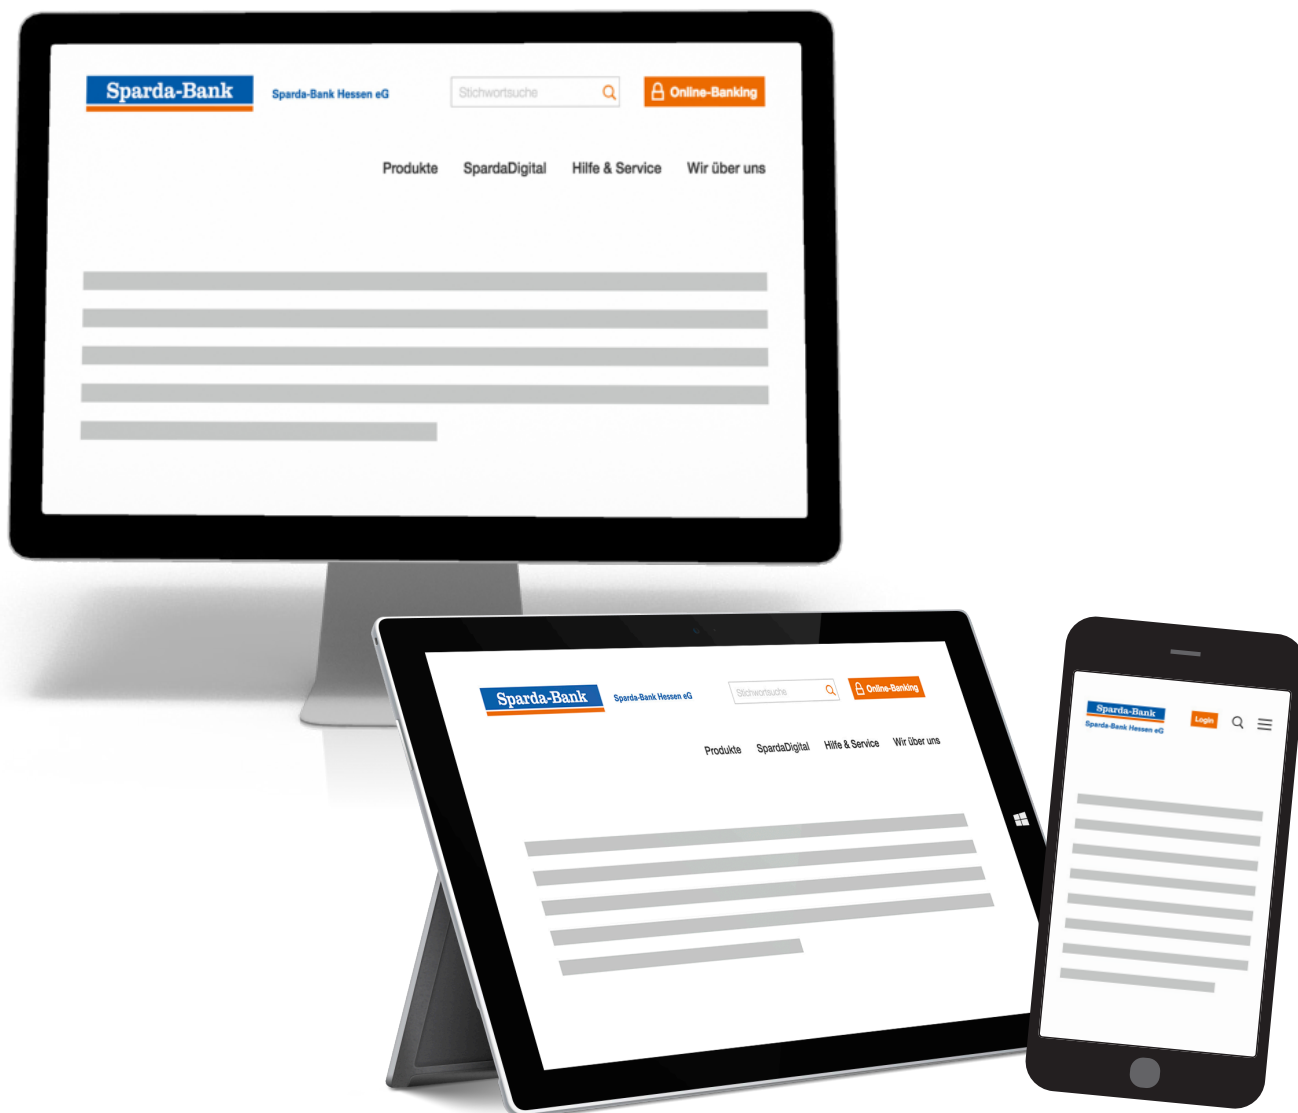 Sparda-Bank
Sparda-Bank Hessen eG
Stichwortsuche
Online-Banking
Produkte SpardaDigital Hilfe & Service Wir über uns
Sparda-Bank
Sparda-Bank Hessen eG
Stichwortsuche
Online-Banking
Produkte SpardaDigital Hilfe & Service Wir über uns
Sparda-Bank
Sparda-Bank Hessen eG
Login